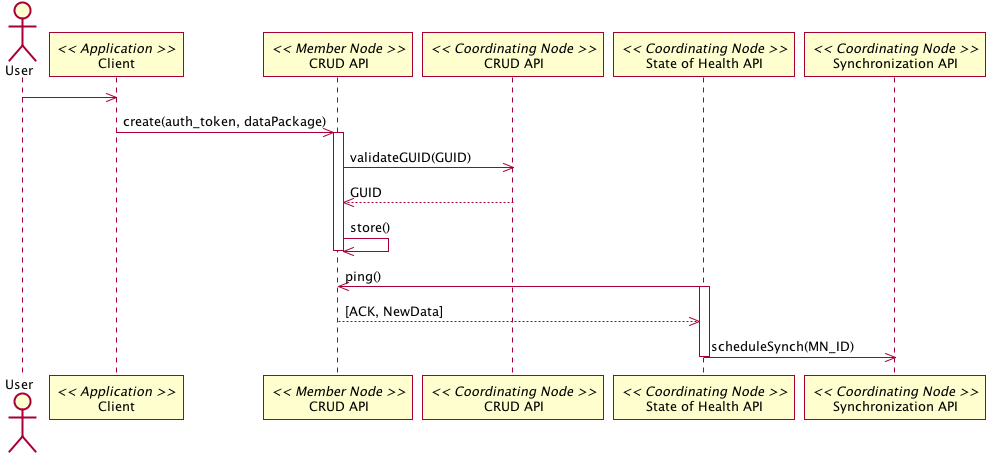 User
<< Application >>
Client
<< Member Node >>
CRUD API
<< Coordinating Node >>
CRUD API
<< Coordinating Node >>
State of Health API
<< Coordinating Node >>
Synchronization API
create(auth_token, dataPackage)
validateGUID(GUID)
GUID
store()
ping()
[ACK, NewData]
scheduleSynch(MN_ID)
User
<< Application >>
Client
<< Member Node >>
CRUD API
<< Coordinating Node >>
CRUD API
<< Coordinating Node >>
State of Health API
<< Coordinating Node >>
Synchronization API